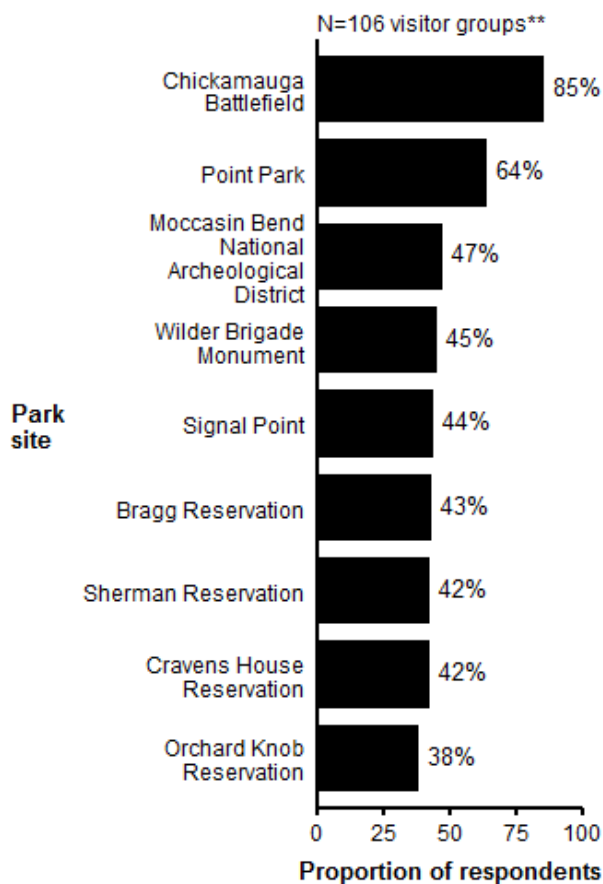 N=106 visitor groups**
Chickamauga
Battlefield
85%
Point Park
64%
Moccasin Bend
National
Archeological
District
47%
Wilder Brigade
Monument
45%
Park
site
Signal Point
44%
Bragg Reservation
43%
Sherman Reservation
42%
Cravens House
Reservation
42%
Orchard Knob
Reservation
38%
0 25 50 75 100
Proportion of respondents